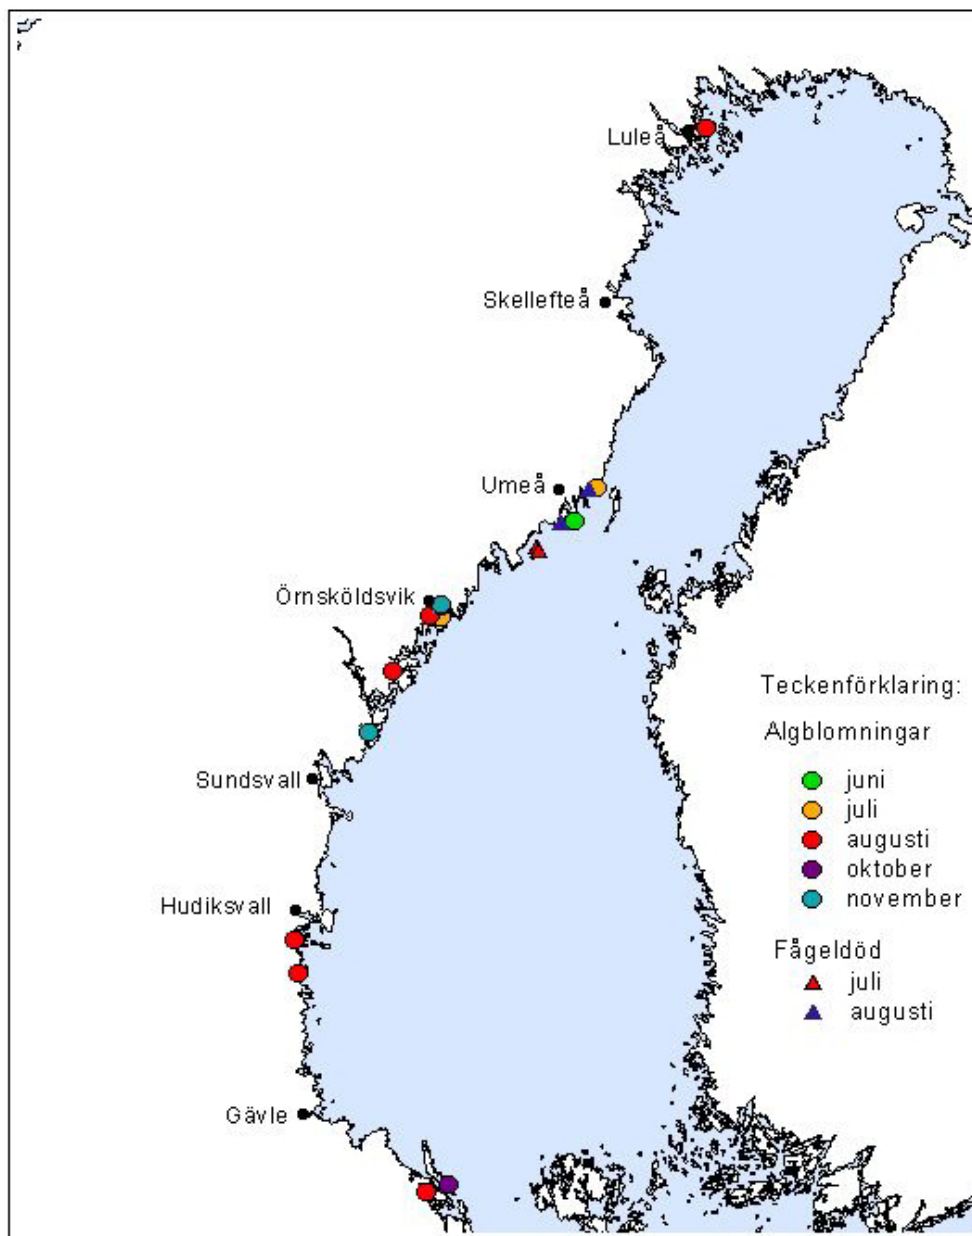 Luleå
Skellefteå
Umeå
Örnsköldsvik
Teckenförklaring:
Algblomningar
juni
juli
augusti
oktober
november
Sundsvall
Hudiksvall
Fågeldöd
juli
augusti
Gävle